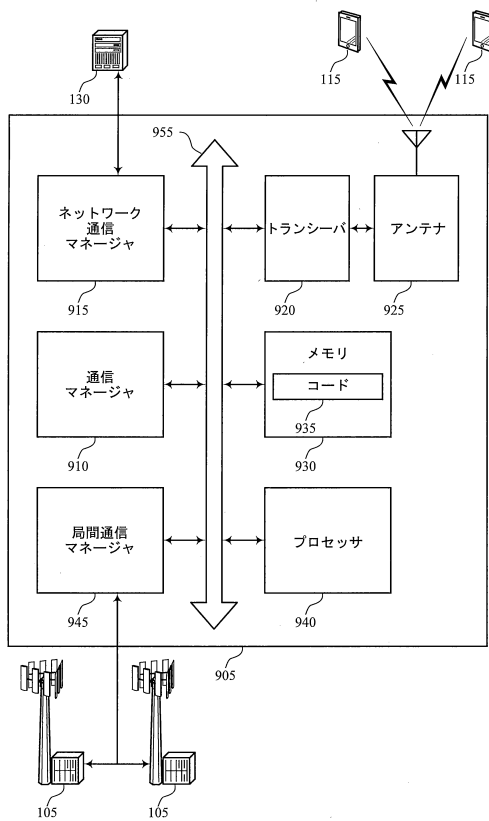 130
115
115
955
ネットワーク
通信
マネージャ
915
トランシーバ
920
アンテナ
925
通信
マネージャ
910
メモリ
コード
935
930
局間通信
マネージャ
945
プロセッサ
940
905
105
105